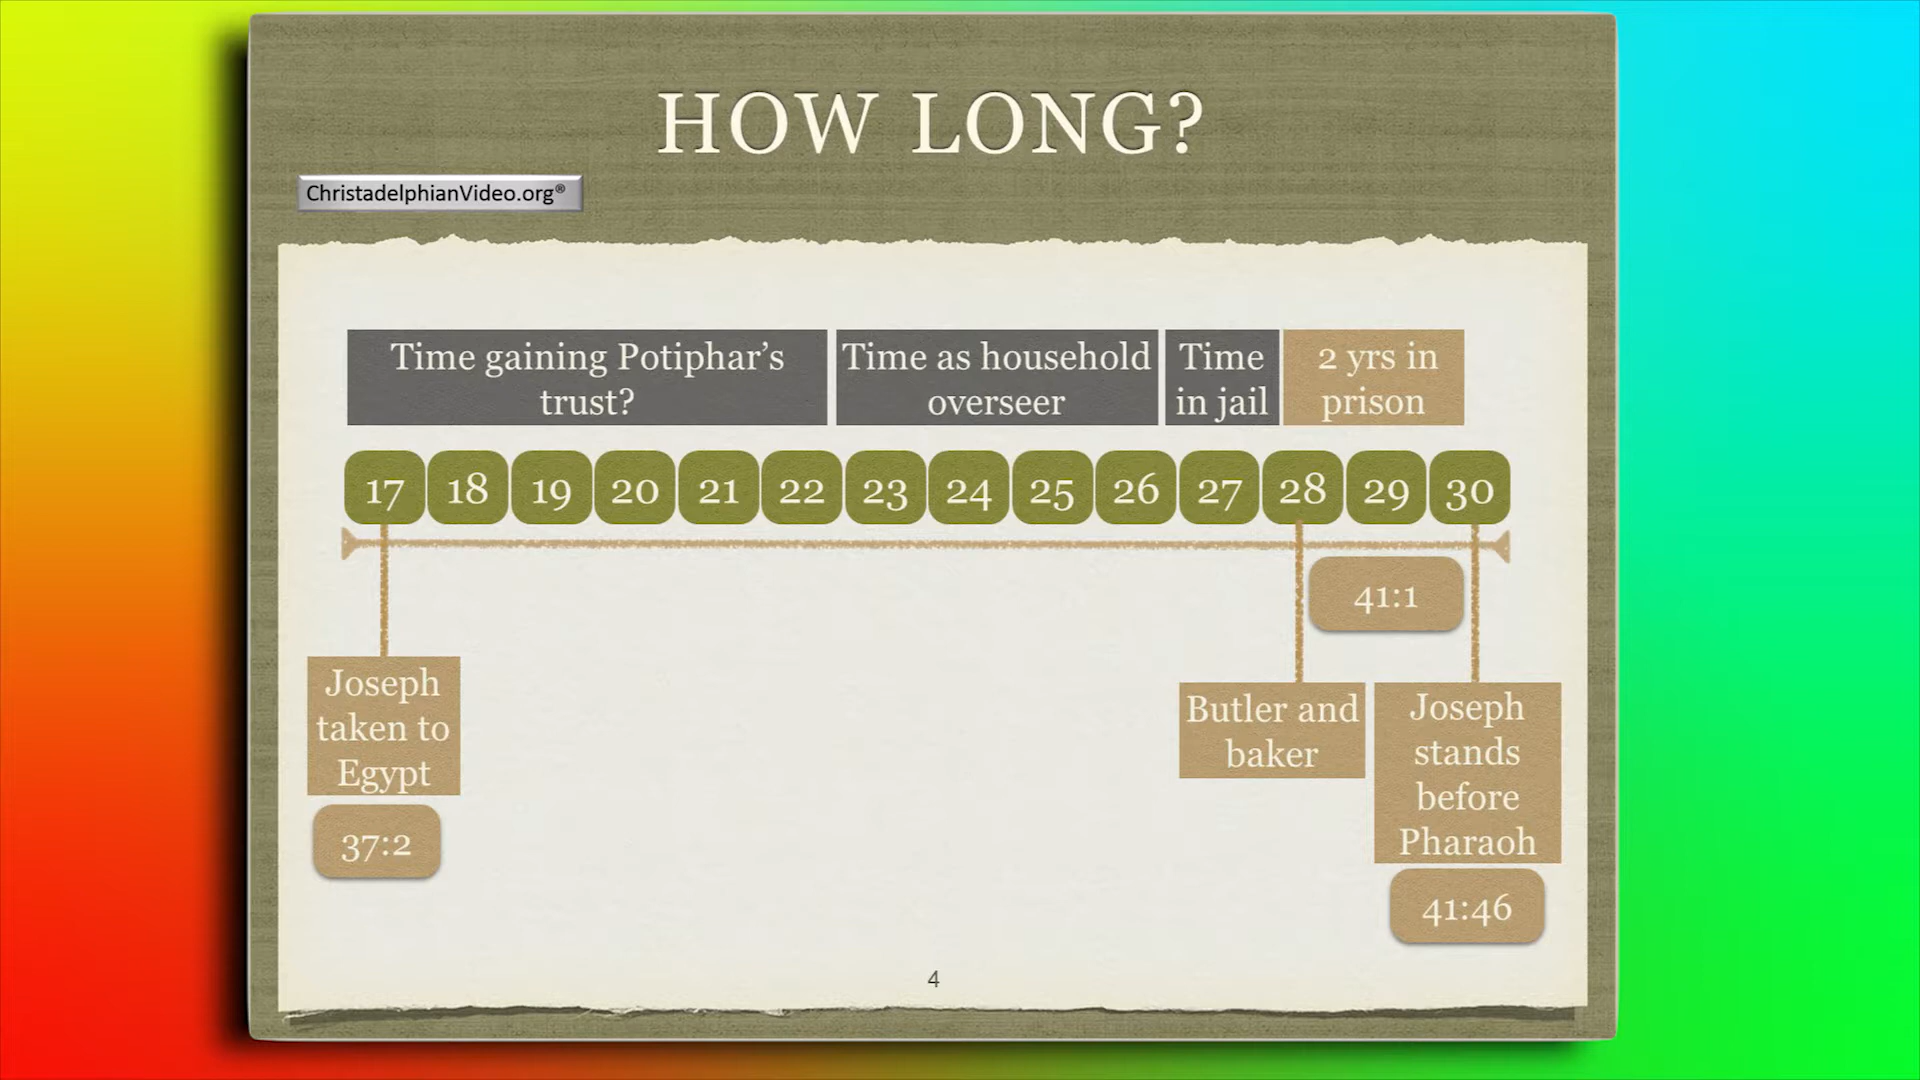 HOW LONG?
ChristadelphianVideo.org®
Time gaining Potiphar’s
trust?
Time as household
overseer
Time
in jail
2 yrs in
prison
17 18 19 20 21 22 23 24 25 26 27 28 29 30
41:1
Joseph
taken to
Egypt
37:2
Butler and
baker
Joseph
stands
before
Pharaoh
41:46
4